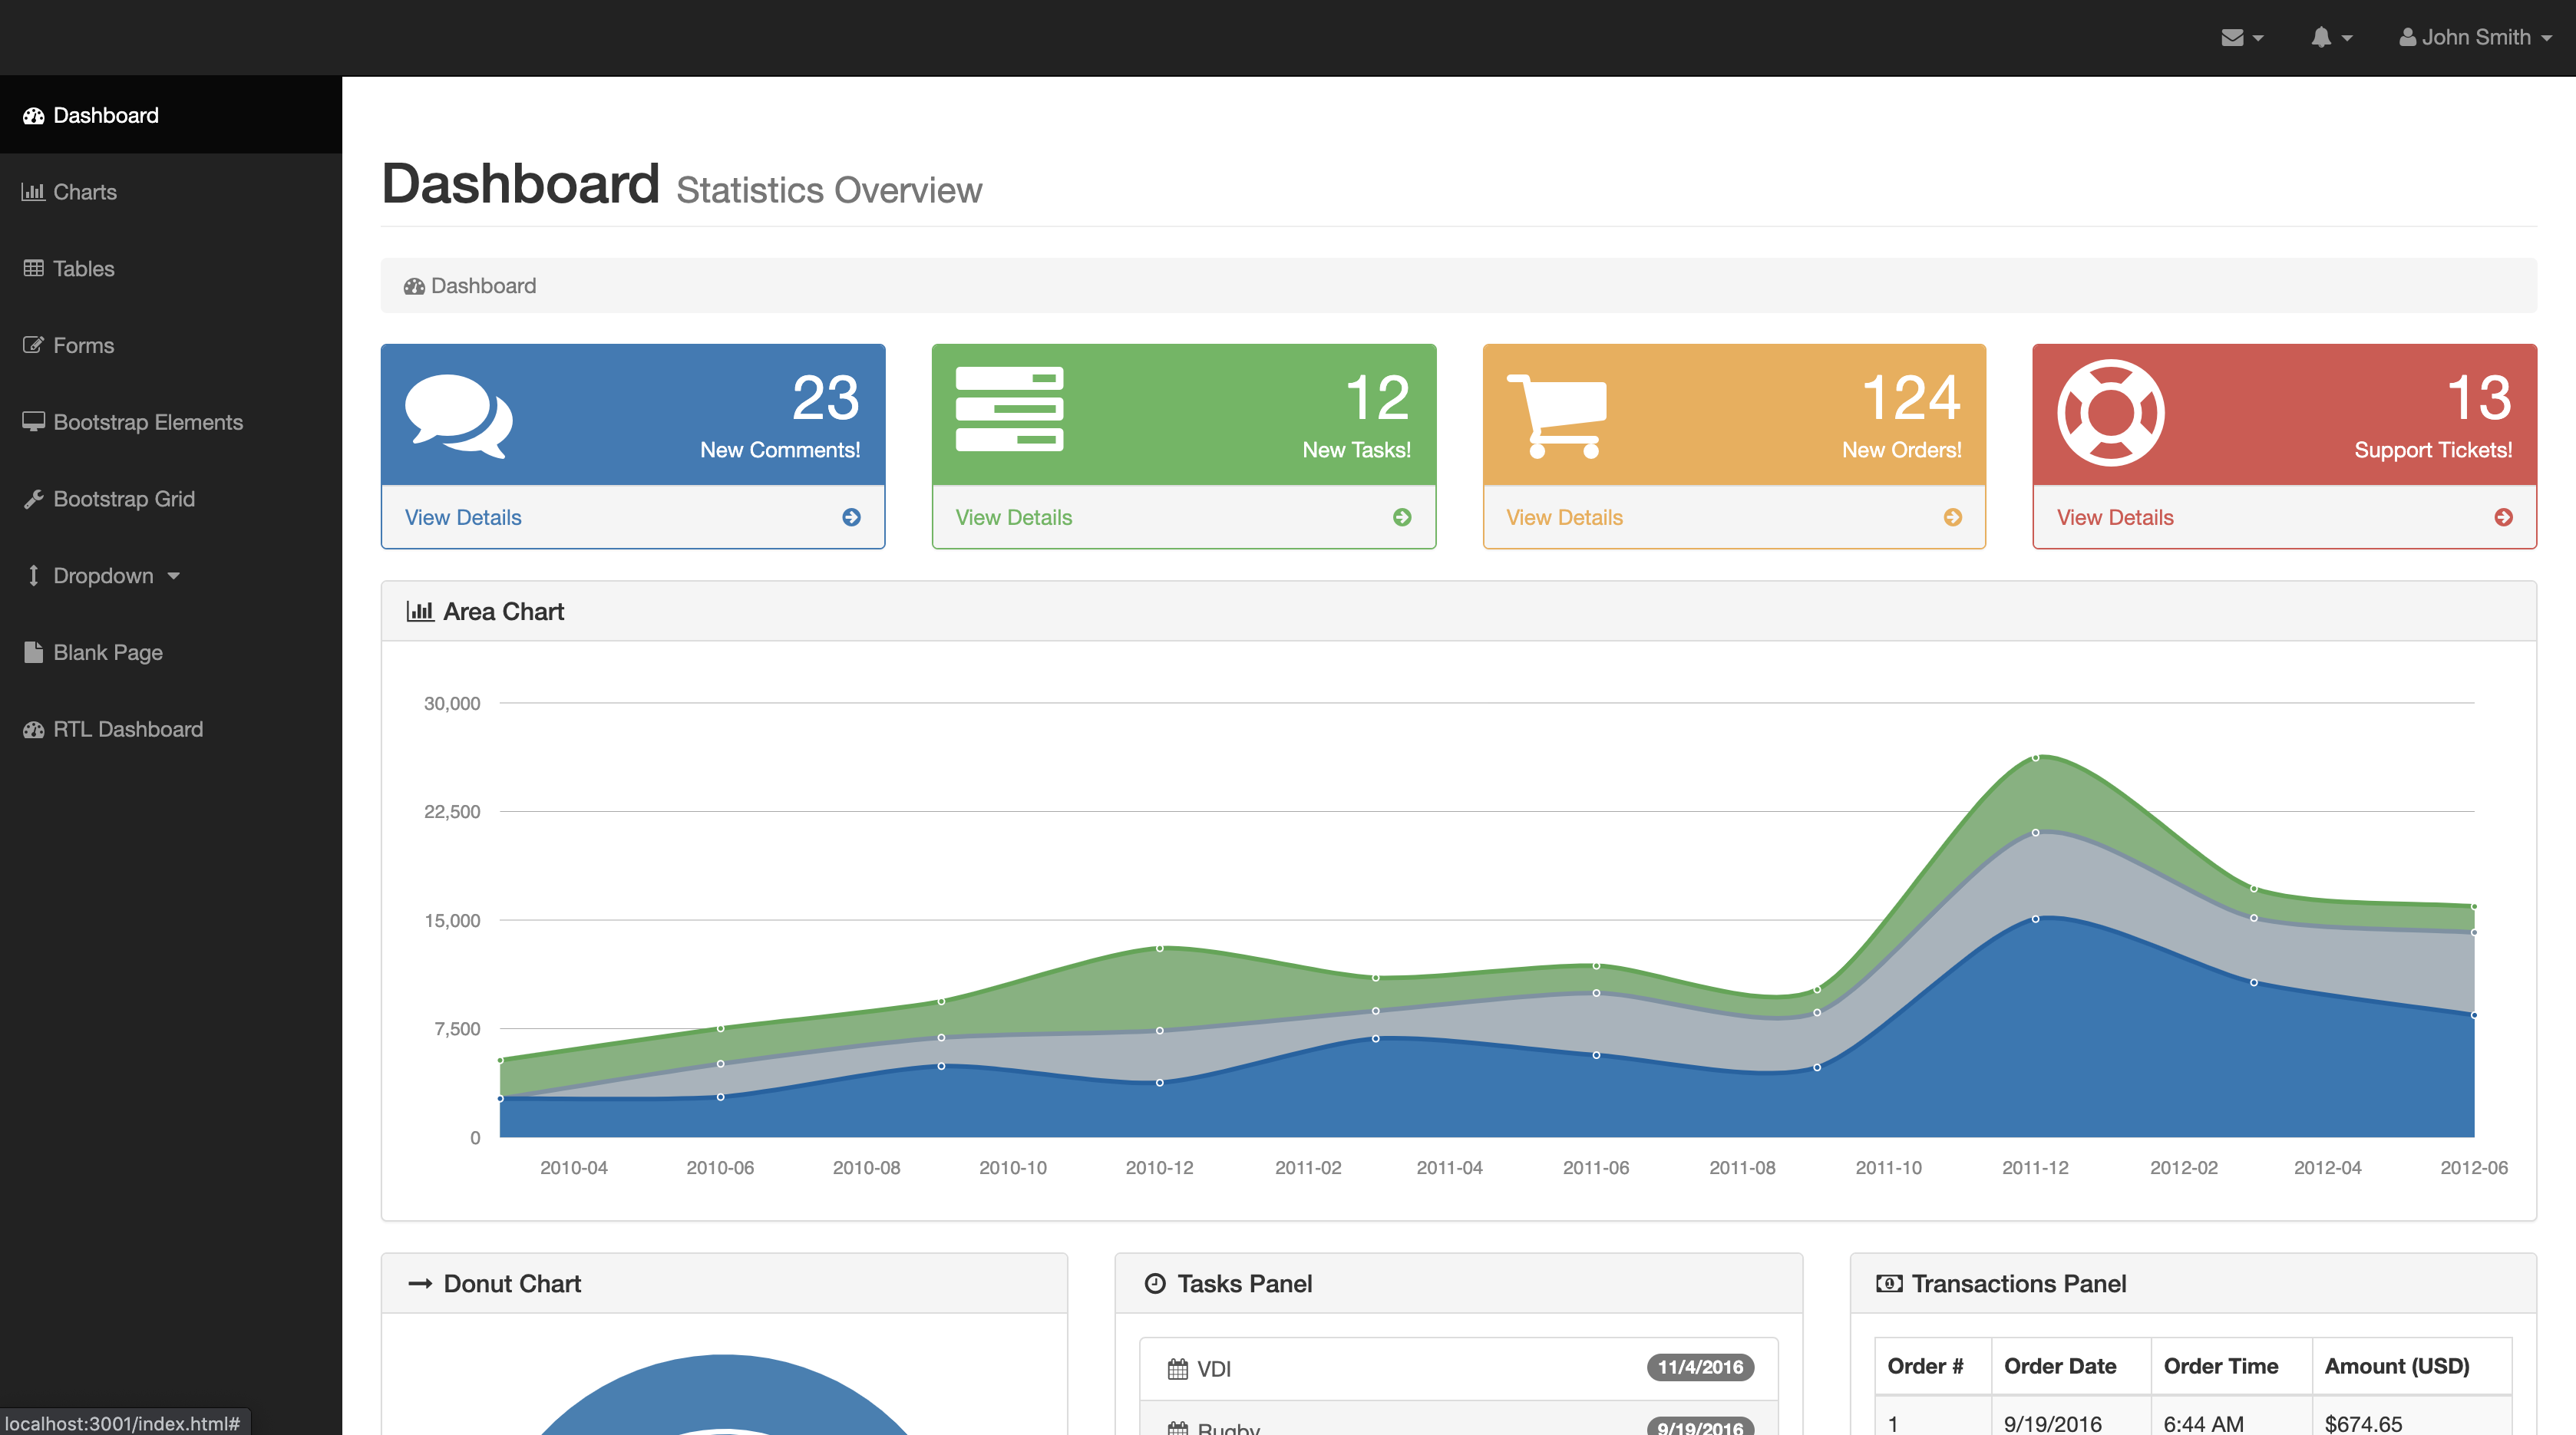 John Smith
Dashboard
Charts
Tables
Forms
Bootstrap Elements
Bootstrap Grid
Dropdown
Blank Page
RTL Dashboard
Dashboard Statistics Overview
Dashboard
23
New Comments!
View Details
12
New Tasks!
View Details
124
New Orders!
View Details
13
Support Tickets!
View Details
Area Chart
30,000
22,500
15,000
7,500
0
2010-04 2010-06 2010-08 2010-10 2010-12 2011-02 2011-04 2011-06 2011-08 2011-10 2011-12 2012-02 2012-04 2012-06
Donut Chart
Tasks Panel
VDI 11/4/2016
Rugby 9/19/2016
Transactions Panel
Order # Order Date Order Time Amount (USD)
1 9/19/2016 6:44 AM $674.65
localhost:3001/index.html#